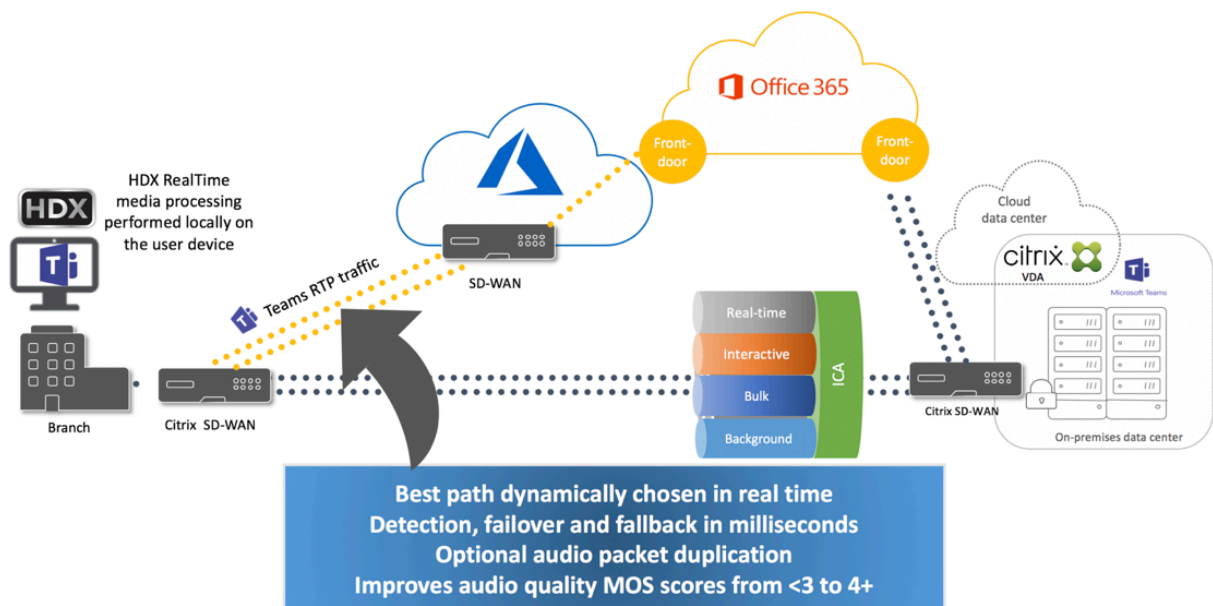 Office 365
Front-
door
Front-
door
HDX
HDX RealTime
media processing
performed locally on
the user device
Cloud
data center
citrix
VDA
Microsoft Teams
SD-WAN
Teams RTP traffic
Real-time
Interactive
Bulk
Background
ICA
Branch
Citrix SD-WAN
Citrix SD-WAN
On-premises data center
Best path dynamically chosen in real time
Detection, failover and fallback in milliseconds
Optional audio packet duplication
Improves audio quality MOS scores from <3 to 4+